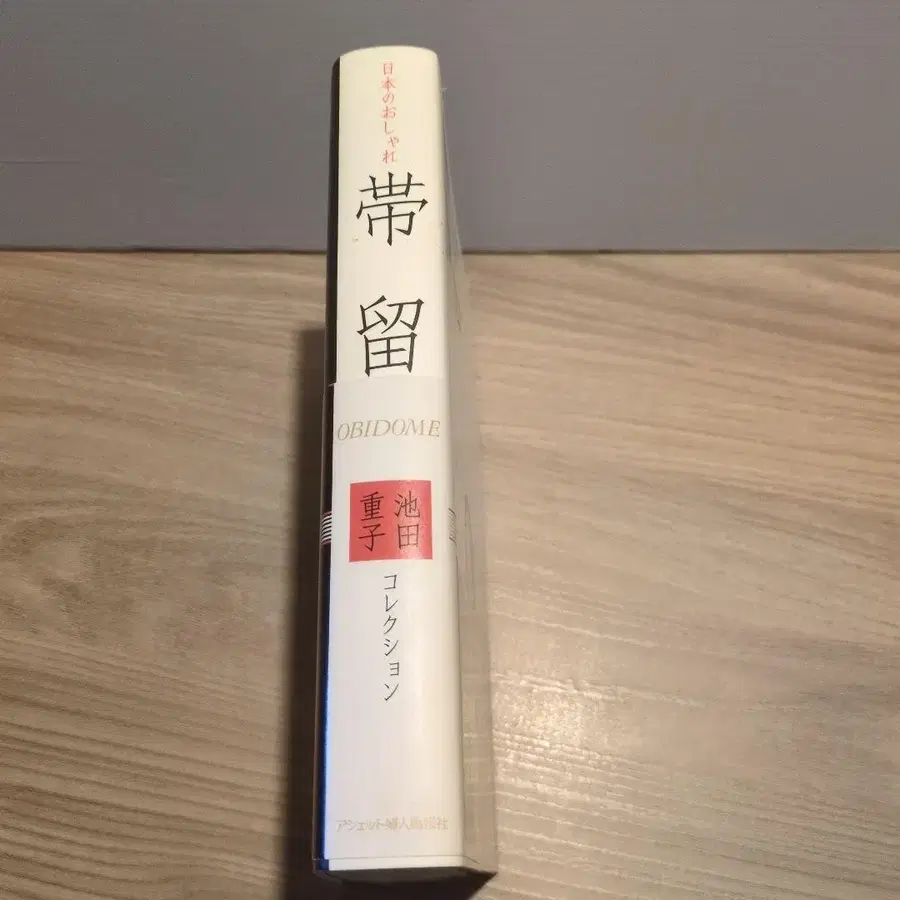 日本のおしゃれ
帯留
OBIDOME
池田
重子
コレクション
アシェット婦人画報社